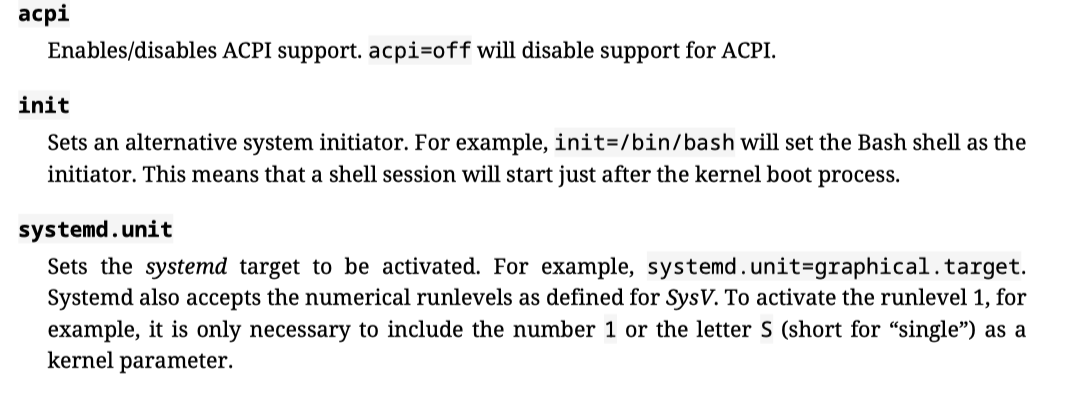 acpi
Enables/disables ACPI support. acpi=off will disable support for ACPI.
init
Sets an alternative system initiator. For example, init=/bin/bash will set the Bash shell as the
initiator. This means that a shell session will start just after the kernel boot process.
systemd.unit
Sets the systemd target to be activated. For example, systemd.unit=graphical.target.
Systemd also accepts the numerical runlevels as defined for SysV. To activate the runlevel 1, for
example, it is only necessary to include the number 1 or the letter S (short for “single”) as a
kernel parameter.